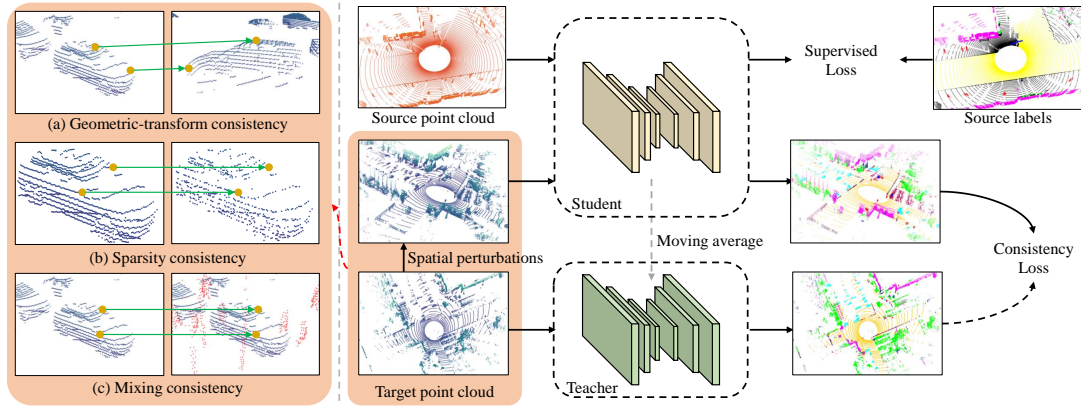 (a) Geometric-transform consistency
(b) Sparsity consistency
(c) Mixing consistency
Source point cloud
Spatial perturbations
Target point cloud
Student
Moving average
Teacher
Supervised
Loss
Source labels
Consistency
Loss